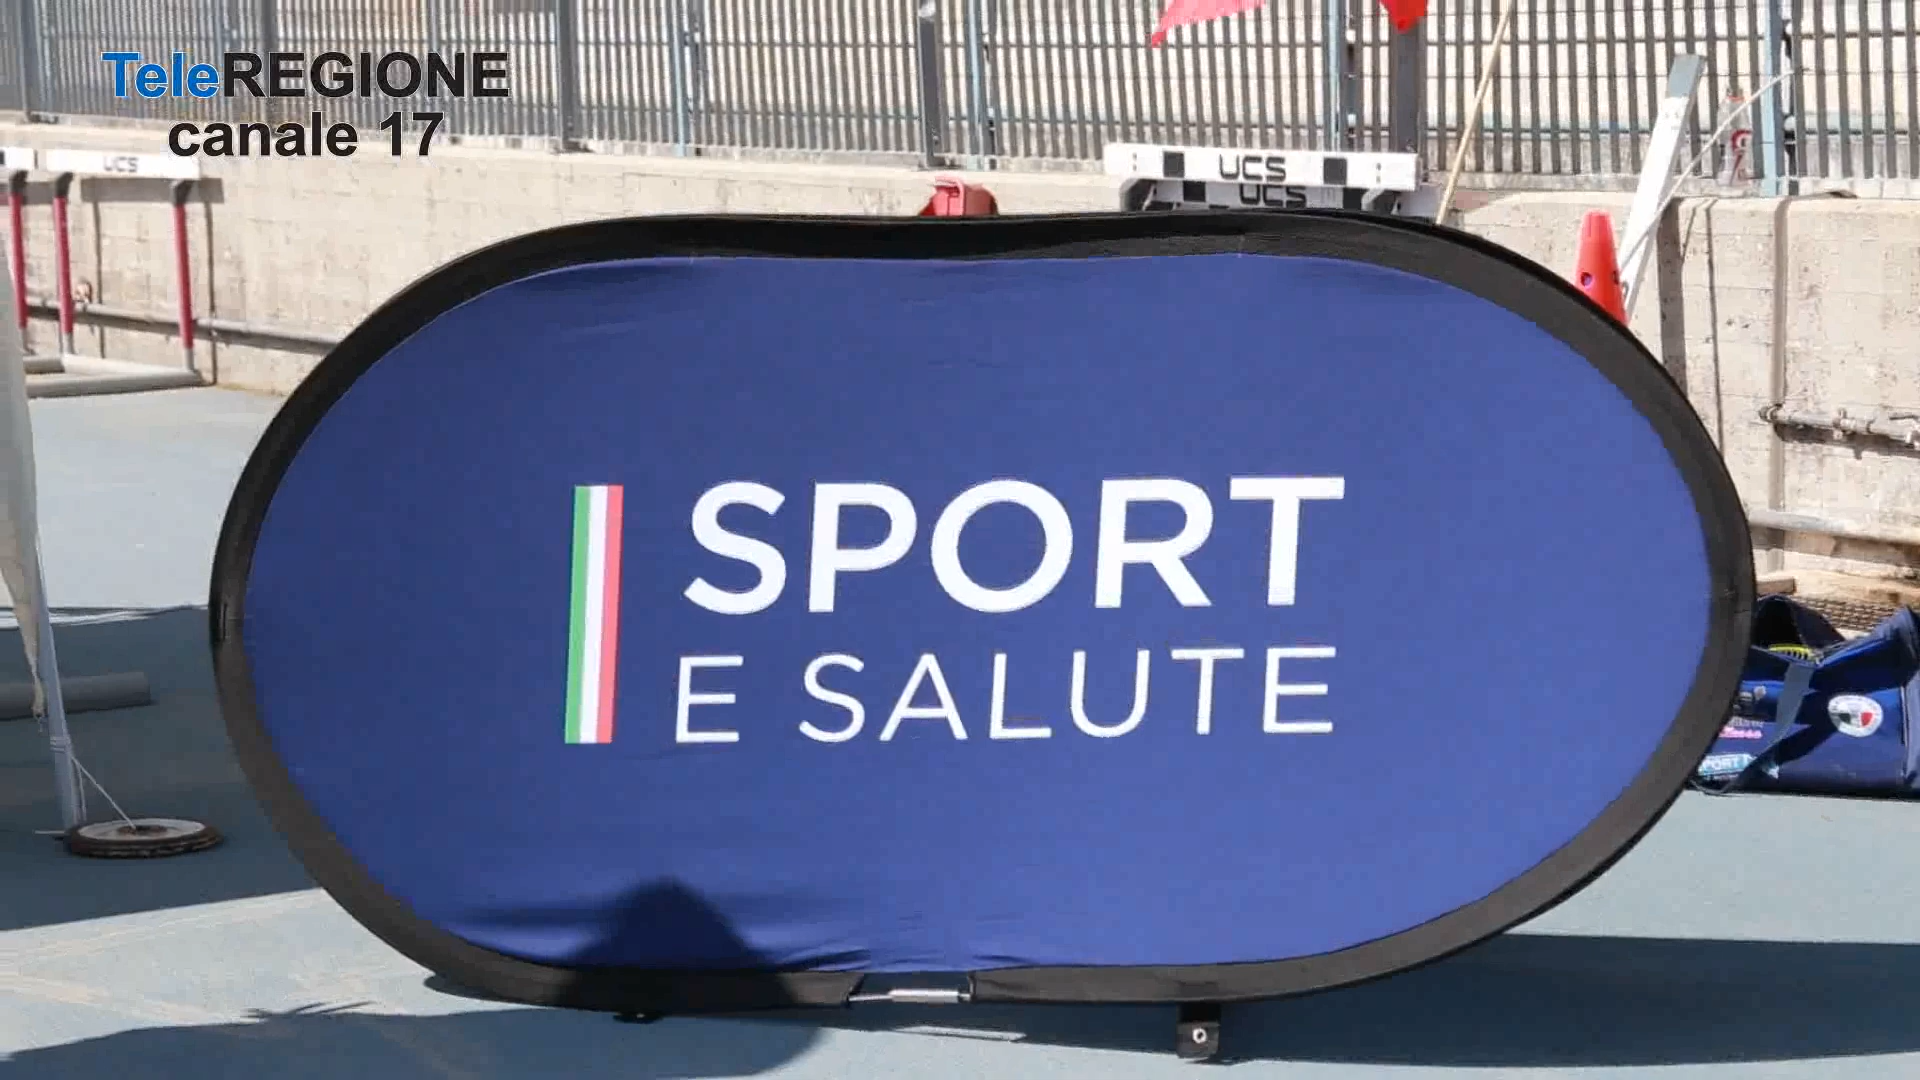 TeleREGIONE
canale 17
UCS
UCS
UCS
SPORT
E SALUTE